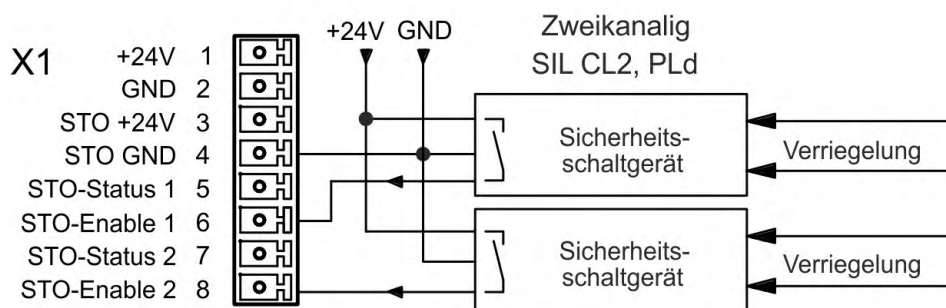 X1
+24V 1
GND 2
STO +24V 3
STO GND 4
STO-Status 1 5
STO-Enable 1 6
STO-Status 2 7
STO-Enable 2 8
+24V GND
Zweikanalig
SIL CL2, PLd
Sicherheits-
schaltgerät
Verriegelung
Sicherheits-
schaltgerät
Verriegelung